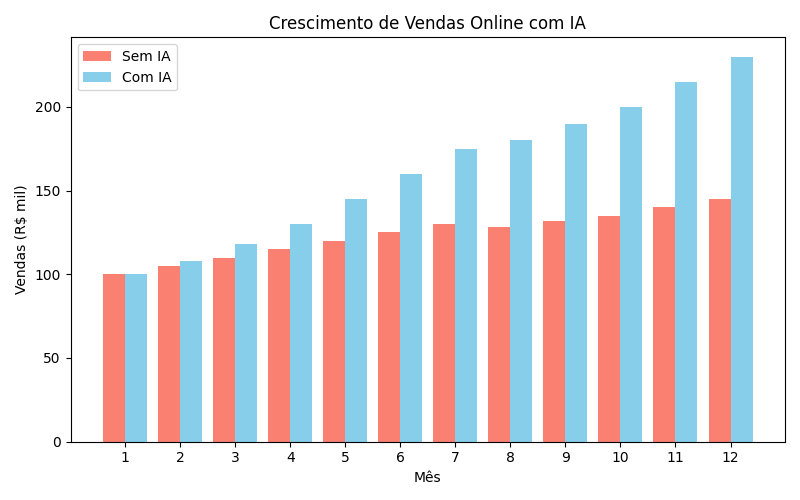 Crescimento de Vendas Online com IA
Sem IA
Com IA
Vendas (R$ mil)
200
150
100
50
0
1 2 3 4 5 6 7 8 9 10 11 12
Mês